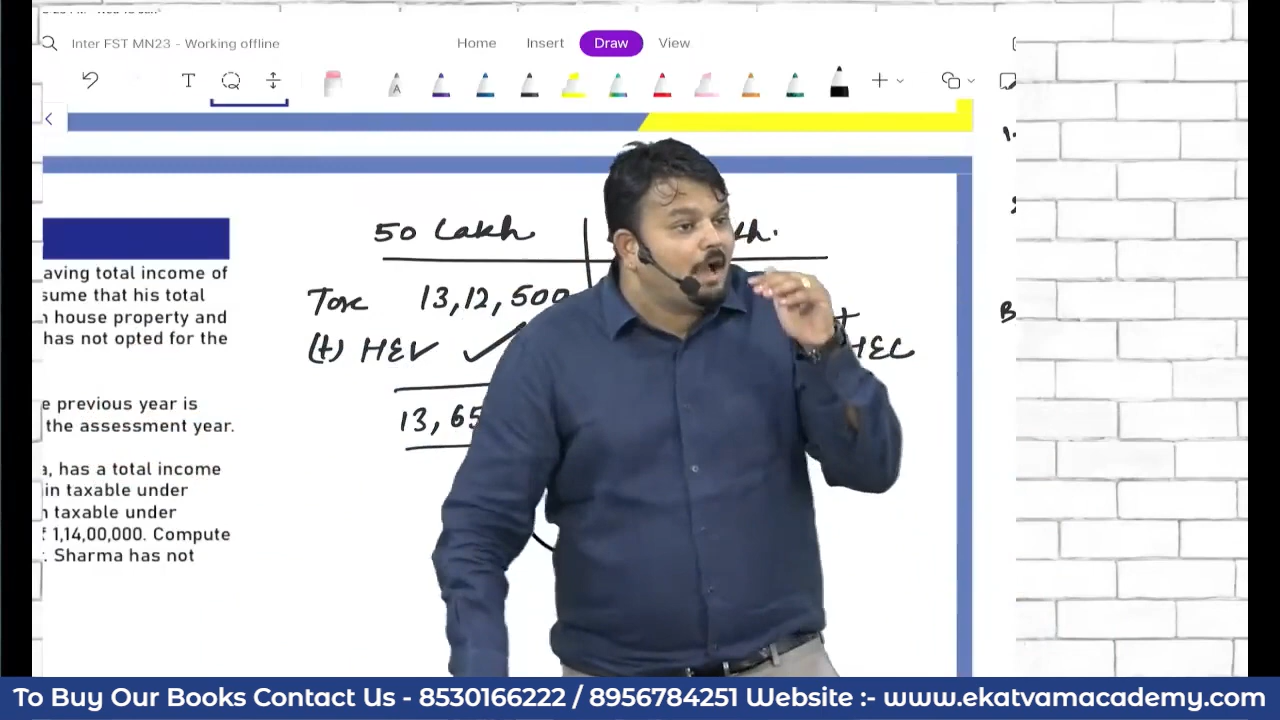 Inter FST MN23 - Working offline
Home Insert Draw View
T
A
50 Lakh
Tax 13,12,500
(+) HEC
HEC
13,65
aving total income of
sume that his total
n house property and
has not opted for the
e previous year is
the assessment year.
a, has a total income
in taxable under
n taxable under
f 1,14,00,000. Compute
r. Sharma has not
1.
B
To Buy Our Books Contact Us - 8530166222 / 8956784251 Website :- www.ekatvamacademy.com